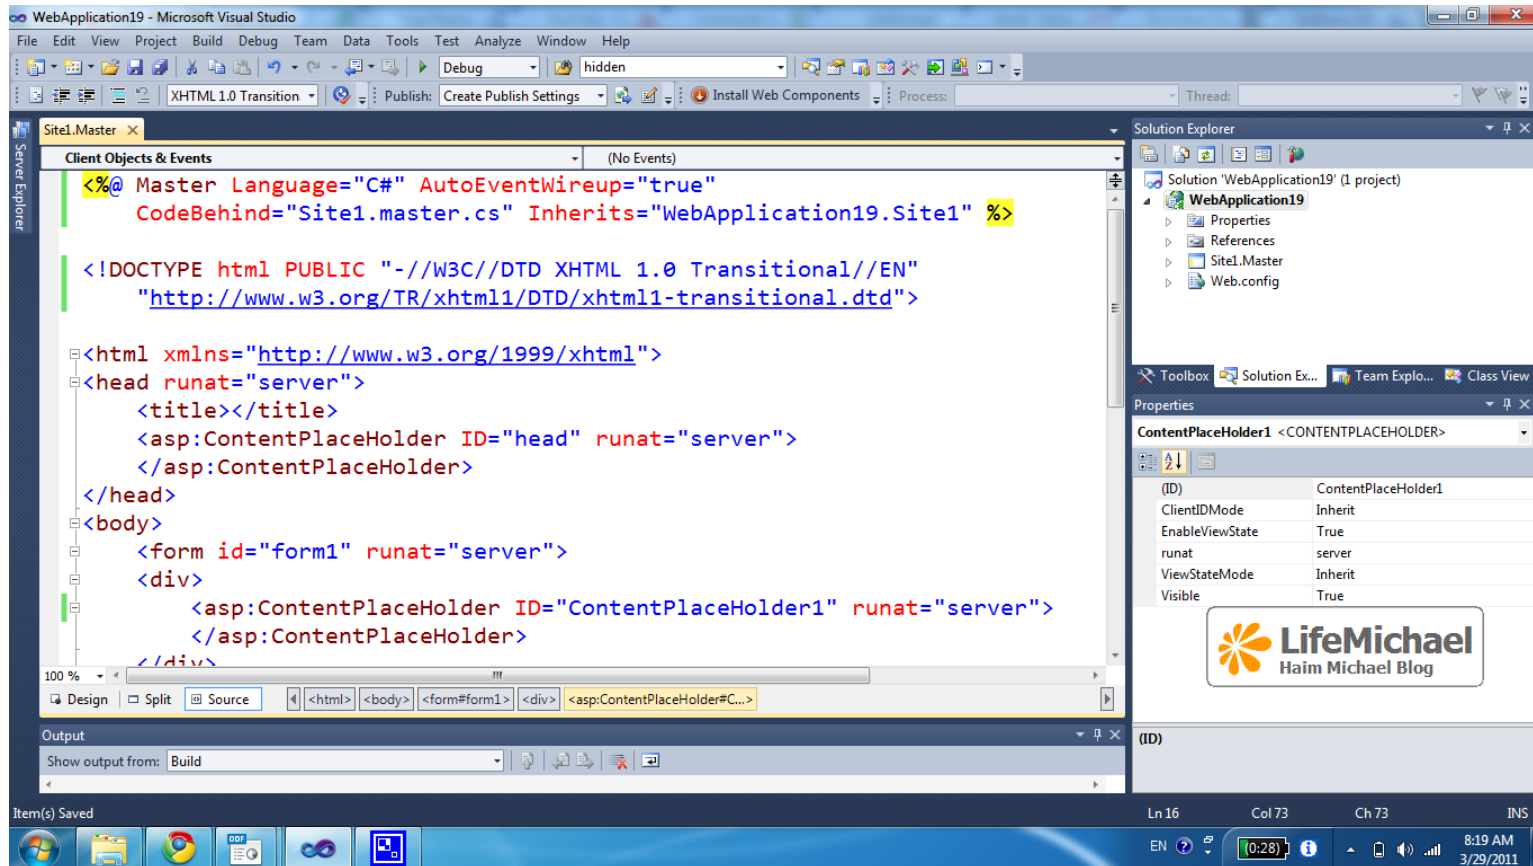 WebApplication19 - Microsoft Visual Studio
File Edit View Project Build Debug Team Data Tools Test Analyze Window Help
Debug hidden
XHTML 1.0 Transition Publish: Create Publish Settings Install Web Components Process: Thread:
Server Explorer
Site1.Master
Client Objects & Events (No Events)
<%@ Master Language="C#" AutoEventWireup="true"
CodeBehind="Site1.master.cs" Inherits="WebApplication19.Site1" %>
<!DOCTYPE html PUBLIC "-//W3C//DTD XHTML 1.0 Transitional//EN"
"http://www.w3.org/TR/xhtml1/DTD/xhtml1-transitional.dtd">
<html xmlns="http://www.w3.org/1999/xhtml">
<head runat="server">
<title></title>
<asp:ContentPlaceHolder ID="head" runat="server">
</asp:ContentPlaceHolder>
</head>
<body>
<form id="form1" runat="server">
<div>
<asp:ContentPlaceHolder ID="ContentPlaceHolder1" runat="server">
</asp:ContentPlaceHolder>
</div>
100 %
Design Split Source <html> <body> <form#form1> <div> <asp:ContentPlaceHolder#C...>
Output
Show output from: Build
Solution Explorer
Solution 'WebApplication19' (1 project)
WebApplication19
Properties
References
Site1.Master
Web.config
Toolbox Solution Ex... Team Explo... Class View
Properties
ContentPlaceHolder1 <CONTENTPLACEHOLDER>
(ID) ContentPlaceHolder1
ClientIDMode Inherit
EnableViewState True
runat server
ViewStateMode Inherit
Visible True
LifeMichael
Haim Michael Blog
(ID)
Item(s) Saved Ln 16 Col 73 Ch 73 INS
ODF
EN (0:28) 8:19 AM
3/29/2011